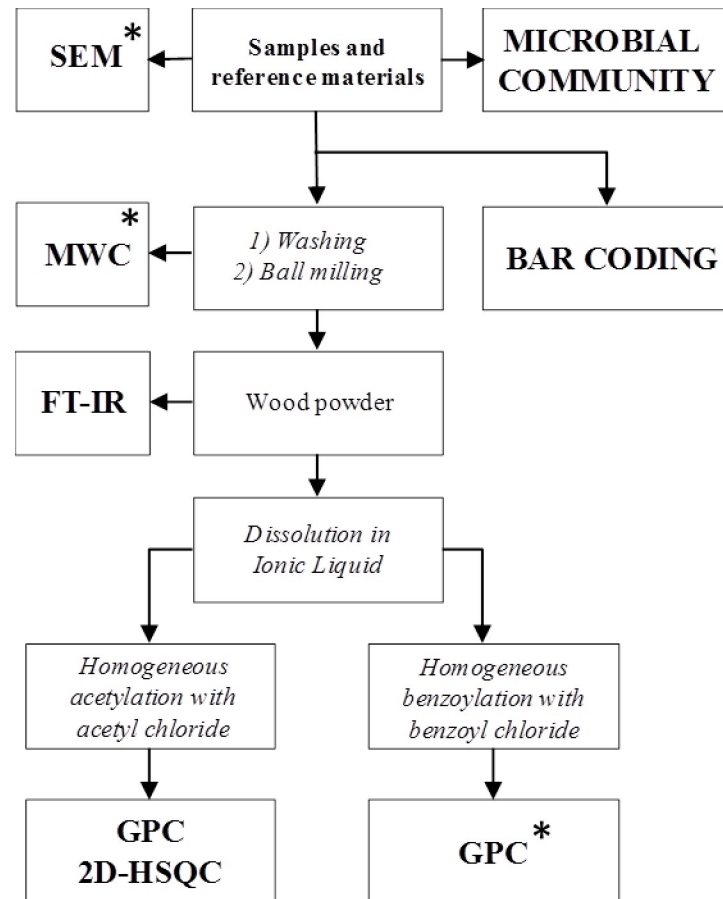 SEM*
Samples and
reference materials
MICROBIAL
COMMUNITY
MWC*
1) Washing
2) Ball milling
BAR CODING
FT-IR
Wood powder
Dissolution in
Ionic Liquid
Homogeneous
acetylation with
acetyl chloride
Homogeneous
benzoylation with
benzoyl chloride
GPC
2D-HSQC
GPC*